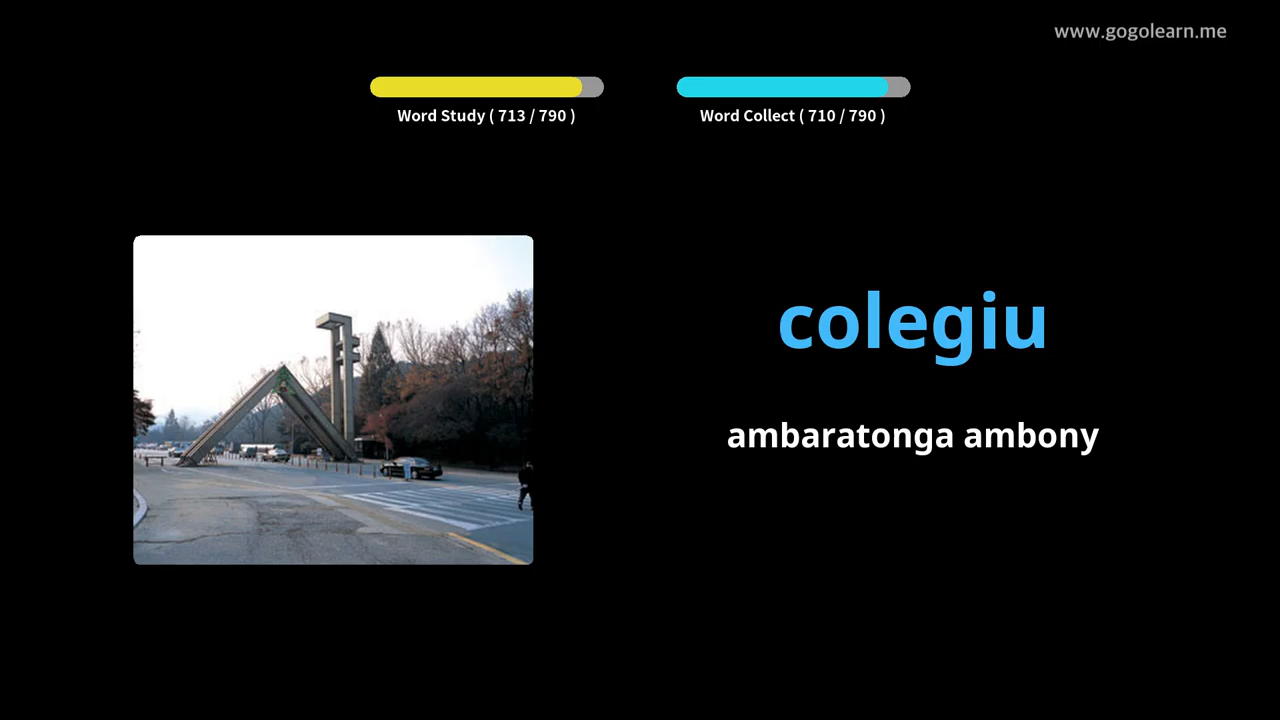 www.gogolearn.me
Word Study ( 713 / 790 )
Word Collect ( 710 / 790 )
colegiu
ambaratonga ambony